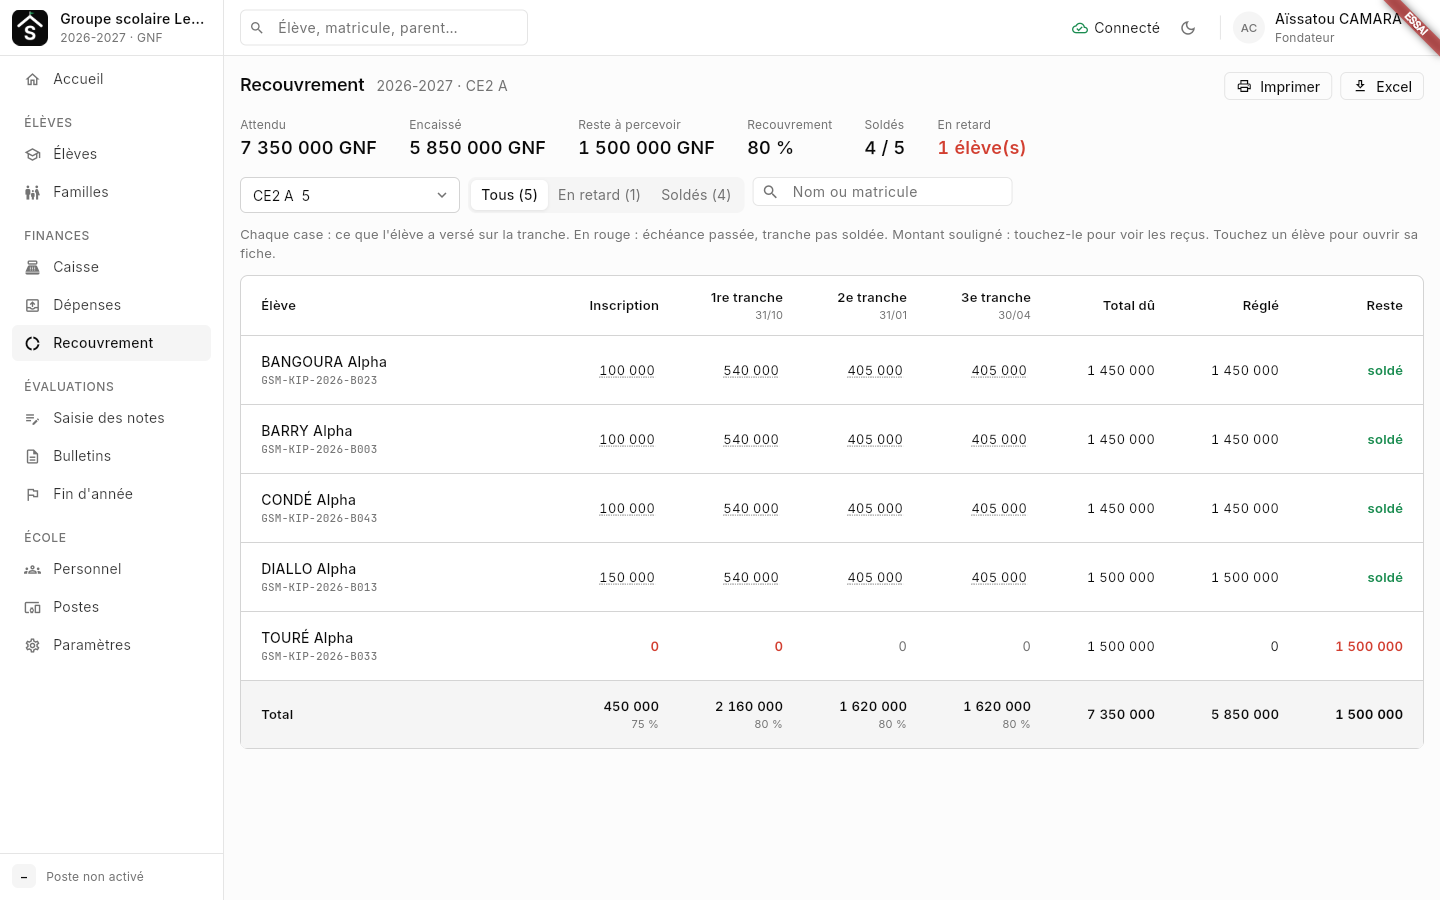 Groupe scolaire Le...
2026-2027 · GNF
Élève, matricule, parent...
Connecté
AC
Aïssatou CAMARA
Fondateur
ESSAI
Accueil
ÉLÈVES
Élèves
Familles
FINANCES
Caisse
Dépenses
Recouvrement
ÉVALUATIONS
Saisie des notes
Bulletins
Fin d'année
ÉCOLE
Personnel
Postes
Paramètres
– Poste non activé
Recouvrement 2026-2027 · CE2 A
Imprimer
Excel
Attendu
7 350 000 GNF
Encaissé
5 850 000 GNF
Reste à percevoir
1 500 000 GNF
Recouvrement
80 %
Soldés
4 / 5
En retard
1 élève(s)
CE2 A 5
Tous (5)
En retard (1)
Soldés (4)
Nom ou matricule
Chaque case : ce que l'élève a versé sur la tranche. En rouge : échéance passée, tranche pas soldée. Montant souligné : touchez-le pour voir les reçus. Touchez un élève pour ouvrir sa
fiche.
Élève Inscription 1re tranche 2e tranche 3e tranche Total dû Réglé Reste
31/10 31/01 30/04
BANGOURA Alpha
GSM-KIP-2026-B023
100 000 540 000 405 000 405 000 1 450 000 1 450 000 soldé
BARRY Alpha
GSM-KIP-2026-B003
100 000 540 000 405 000 405 000 1 450 000 1 450 000 soldé
CONDÉ Alpha
GSM-KIP-2026-B043
100 000 540 000 405 000 405 000 1 450 000 1 450 000 soldé
DIALLO Alpha
GSM-KIP-2026-B013
150 000 540 000 405 000 405 000 1 500 000 1 500 000 soldé
TOURÉ Alpha
GSM-KIP-2026-B033
0 0 0 0 1 500 000 0 1 500 000
Total 450 000 2 160 000 1 620 000 1 620 000 7 350 000 5 850 000 1 500 000
75 % 80 % 80 % 80 %